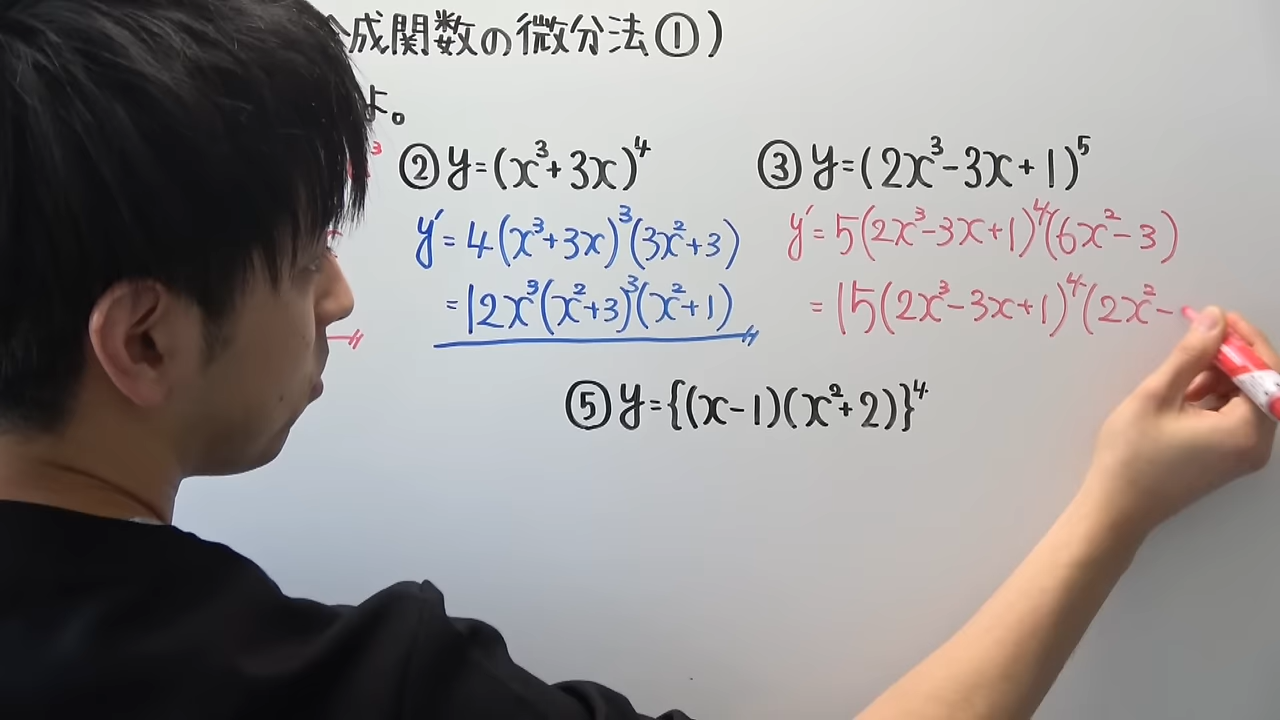 成関数の微分法①)
よ。
3
② y=(x³+3x)⁴
y'=4(x³+3x)³(3x²+3)
=12x³(x²+3)³(x²+1)
③ y=(2x³-3x+1)⁵
y'=5(2x³-3x+1)⁴(6x²-3)
=15(2x³-3x+1)⁴(2x²-
⑤ y={(x-1)(x²+2)}⁴